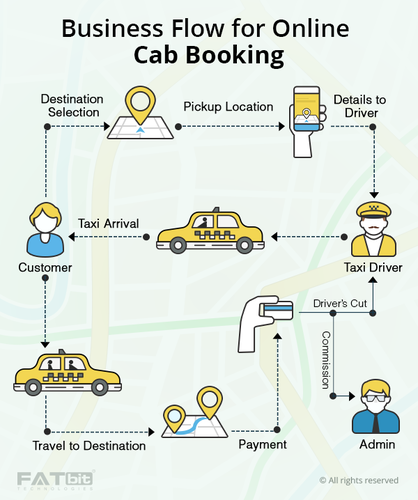 Business Flow for Online
Cab Booking
Destination
Selection
Pickup Location
Details to
Driver
Taxi Arrival
Customer
Taxi Driver
Driver's Cut
Commission
Travel to Destination
Payment
Admin
FATbit
TECHNOLOGIES
© All rights reserved